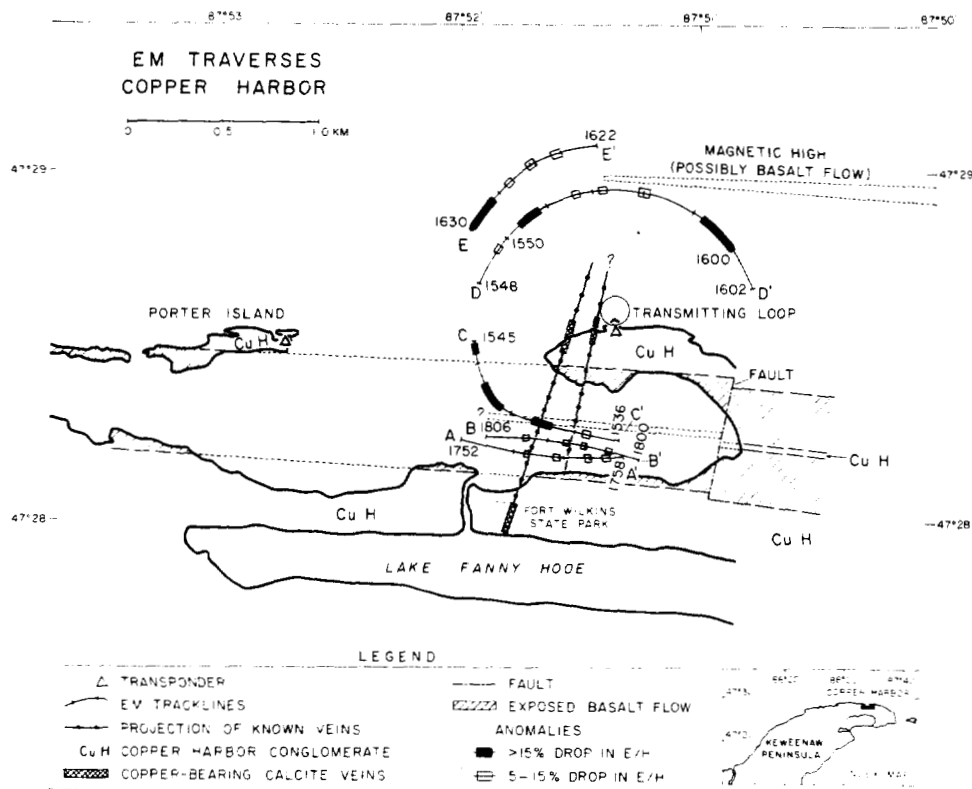 87°53 87°52 87°51 87°50'
EM TRAVERSES
COPPER HARBOR
0 0.5 1.0 KM
1622
E'
MAGNETIC HIGH
(POSSIBLY BASALT FLOW)
47°29
47°29
1630
E
1550
1600
D 1548
1602 D'
?
PORTER ISLAND
TRANSMITTING LOOP
Cu H
Cu H
C 1545
FAULT
?
B 1806
A
1752
1536
C'
1800
B'
A'
1758
Cu H
FORT WILKINS
STATE PARK
47°28
Cu H
47°28
Cu H
LAKE FANNY HOOE
LEGEND
TRANSPONDER
EM TRACKLINES
PROJECTION OF KNOWN VEINS
Cu H COPPER HARBOR CONGLOMERATE
COPPER-BEARING CALCITE VEINS
FAULT
EXPOSED BASALT FLOW
ANOMALIES
>15% DROP IN E/H
5-15% DROP IN E/H
COPPER HARBOR
KEWEENAW
PENINSULA